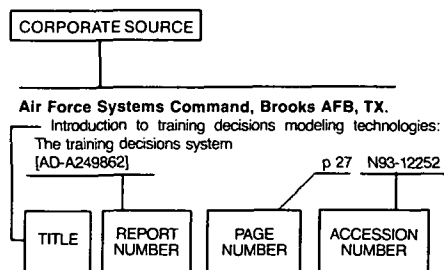 CORPORATE SOURCE
Air Force Systems Command, Brooks AFB, TX.
Introduction to training decisions modeling technologies:
The training decisions system
[AD-A249862] p 27 N93-12252
TITLE REPORT NUMBER PAGE NUMBER ACCESSION NUMBER